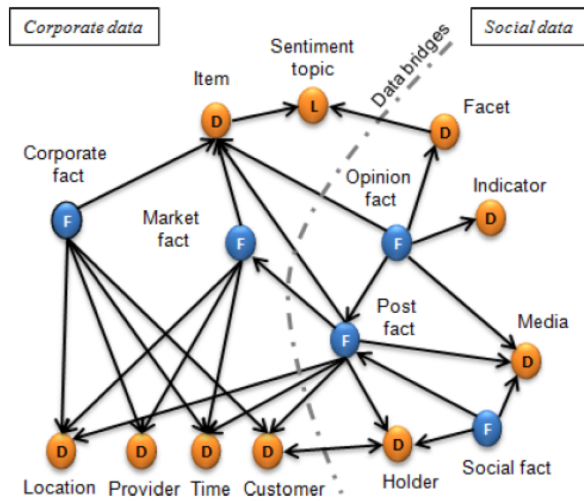 Corporate data
Social data
Sentiment
topic
Data bridges
Item
Facet
L
D
D
Corporate
fact
Opinion
fact
Indicator
F
Market
fact
D
F
F
Post
fact
Media
F
D
F
D
D
D
D
D
Location
Provider
Time
Customer
Holder
Social fact